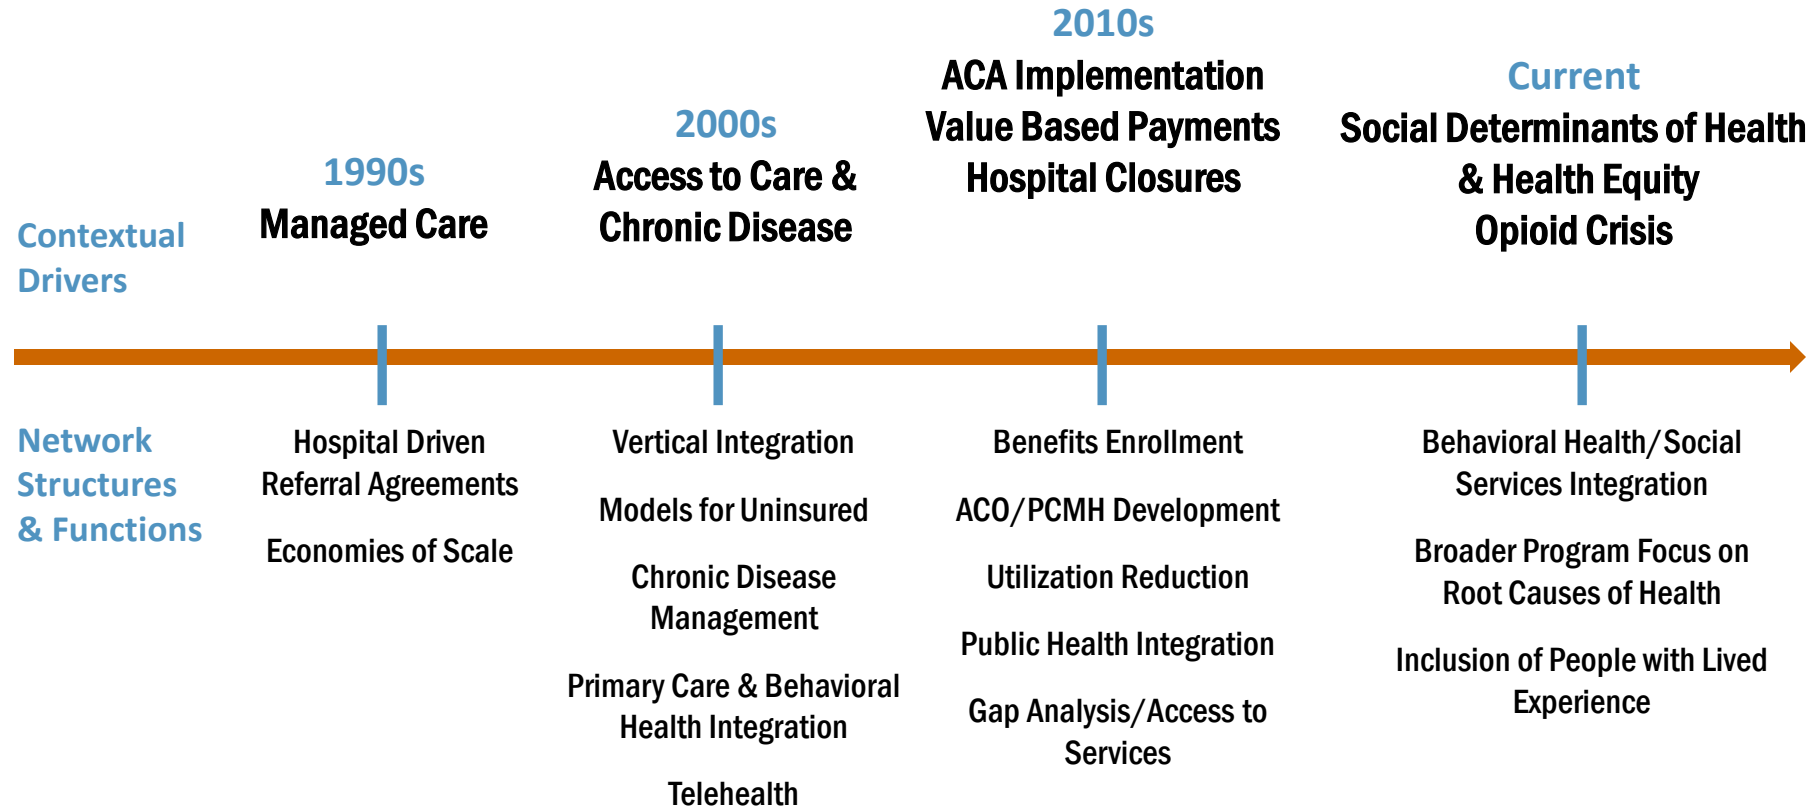 Contextual
Drivers
1990s
Managed Care
2000s
Access to Care &
Chronic Disease
2010s
ACA Implementation
Value Based Payments
Hospital Closures
Current
Social Determinants of Health
& Health Equity
Opioid Crisis
Network
Structures
& Functions
Hospital Driven
Referral Agreements
Economies of Scale
Vertical Integration
Models for Uninsured
Chronic Disease
Management
Primary Care & Behavioral
Health Integration
Telehealth
Benefits Enrollment
ACO/PCMH Development
Utilization Reduction
Public Health Integration
Gap Analysis/Access to
Services
Behavioral Health/Social
Services Integration
Broader Program Focus on
Root Causes of Health
Inclusion of People with Lived
Experience